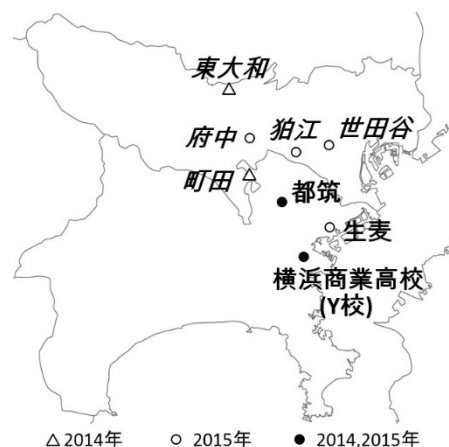 東大和
府中
狛江
世田谷
町田
都筑
生麦
横浜商業高校
(Y校)
△ 2014年 ○ 2015年 ● 2014,2015年